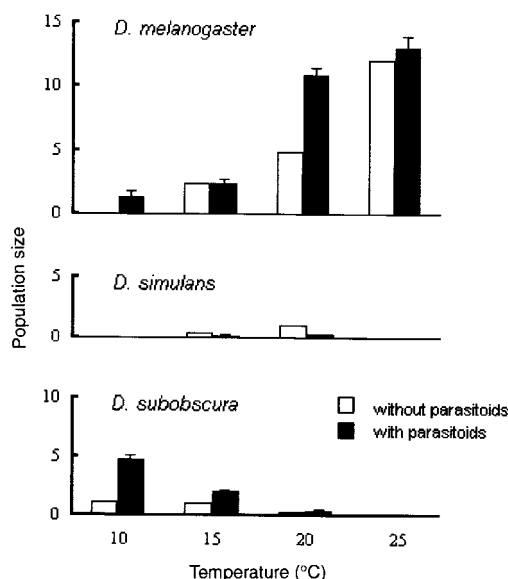 15
D. melanogaster
10
5
0
Population size
5
D. simulans
0
10
D. subobscura
without parasitoids
with parasitoids
5
0
10 15 20 25
Temperature (°C)